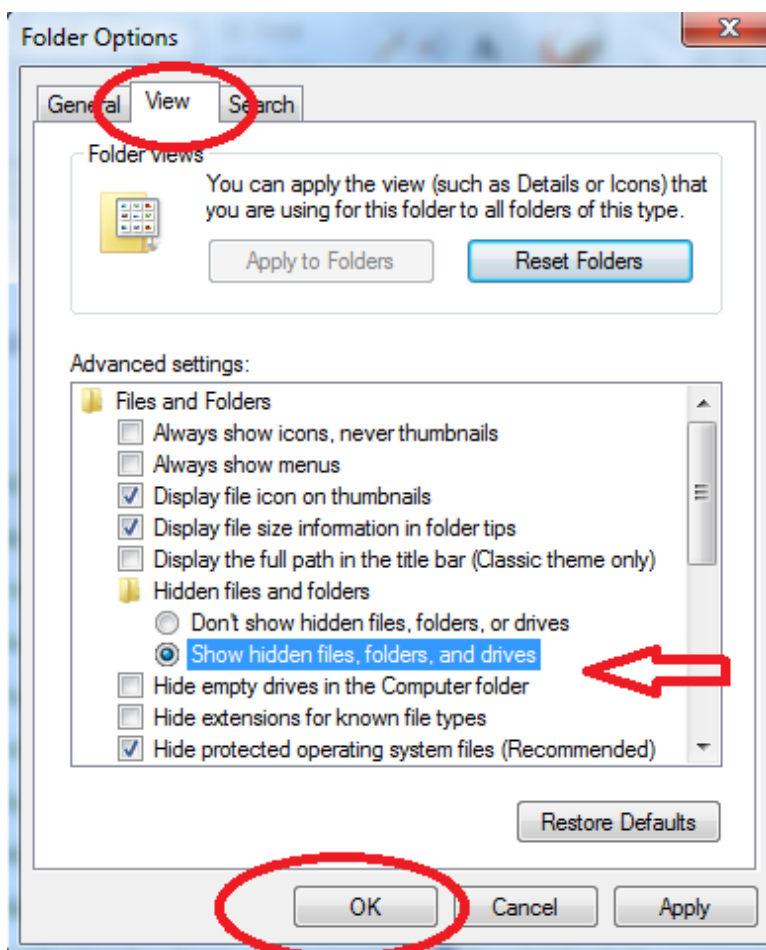 Folder Options
General View Search
Folder views
You can apply the view (such as Details or Icons) that
you are using for this folder to all folders of this type.
Apply to Folders Reset Folders
Advanced settings:
Files and Folders
Always show icons, never thumbnails
Always show menus
Display file icon on thumbnails
Display file size information in folder tips
Display the full path in the title bar (Classic theme only)
Hidden files and folders
Don't show hidden files, folders, or drives
Show hidden files, folders, and drives
Hide empty drives in the Computer folder
Hide extensions for known file types
Hide protected operating system files (Recommended)
Restore Defaults
OK Cancel Apply